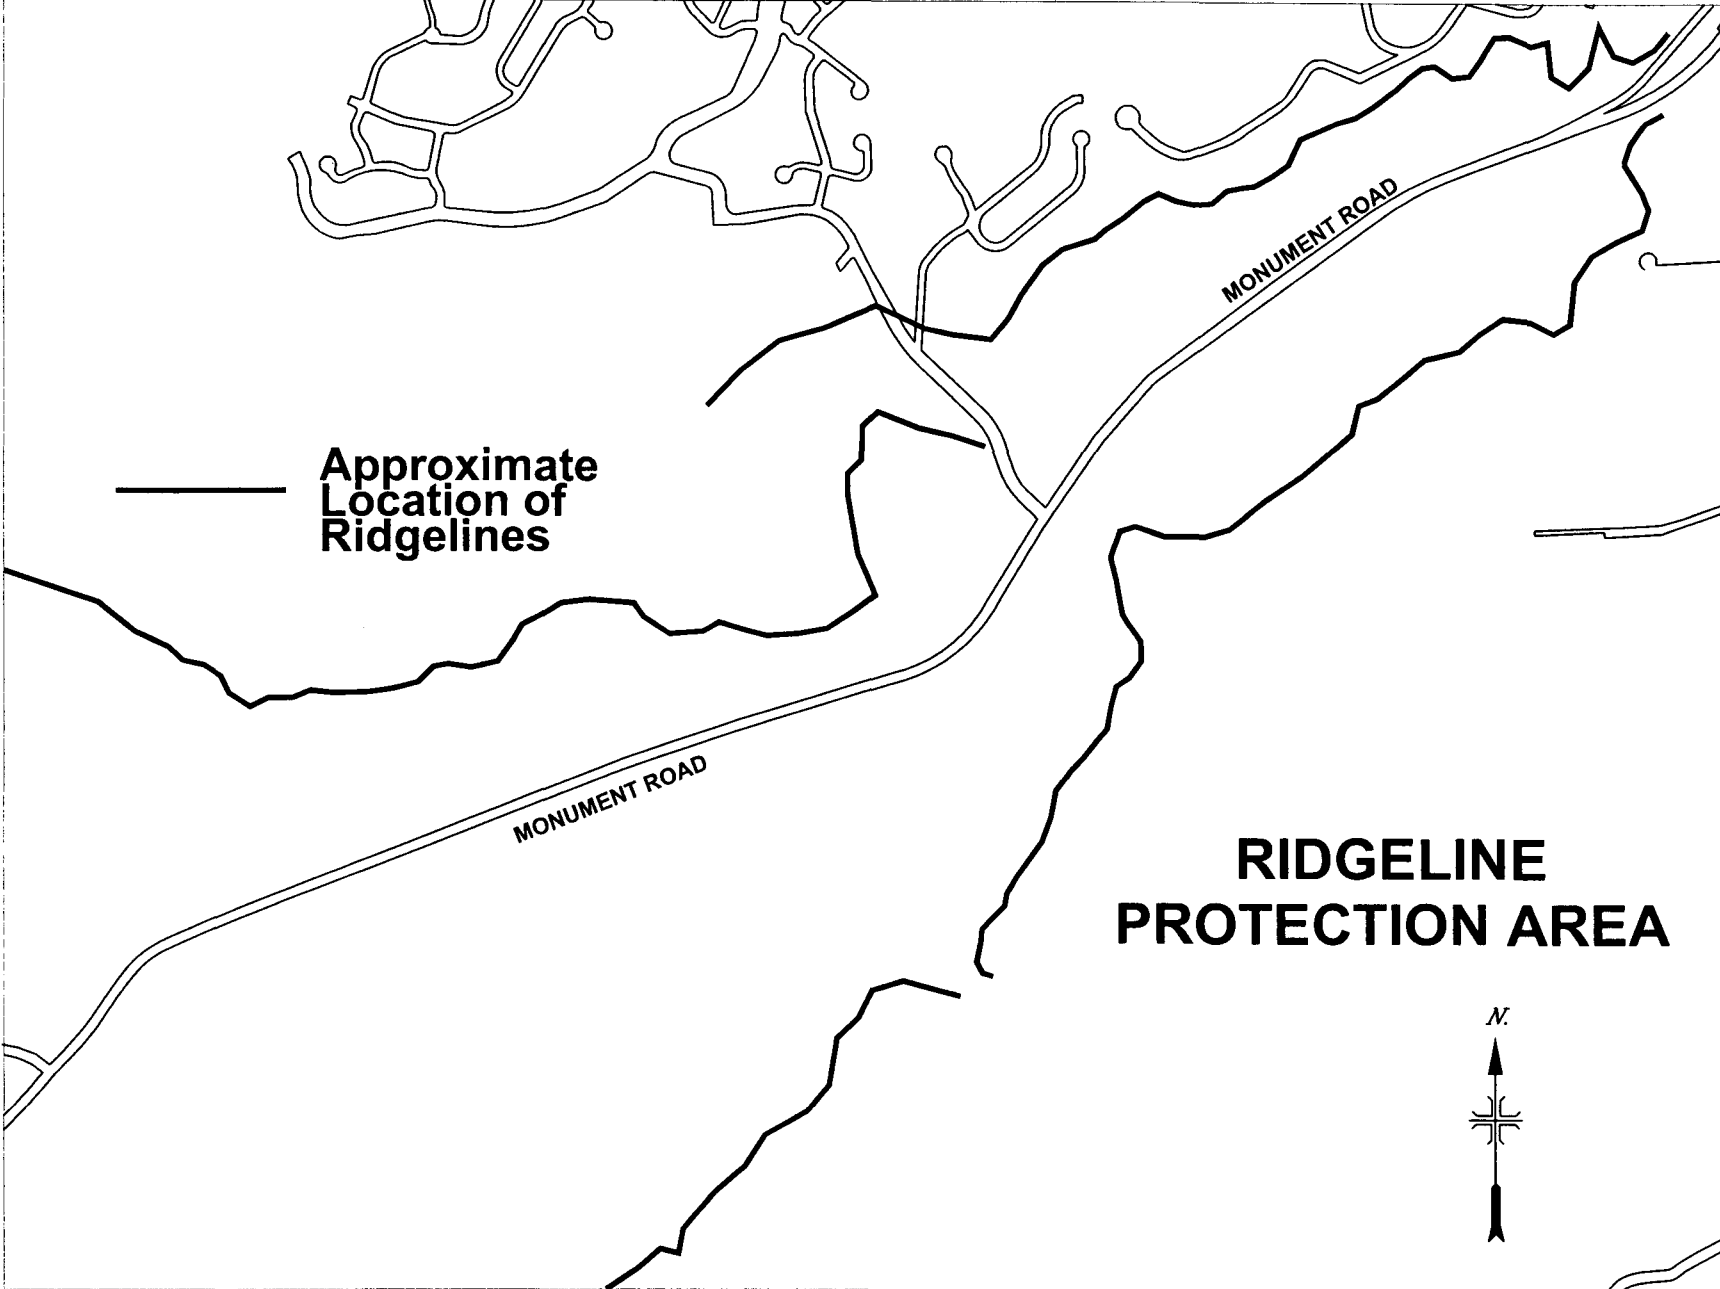 MONUMENT ROAD
Approximate
Location of
Ridgelines
MONUMENT ROAD
RIDGELINE
PROTECTION AREA
N.